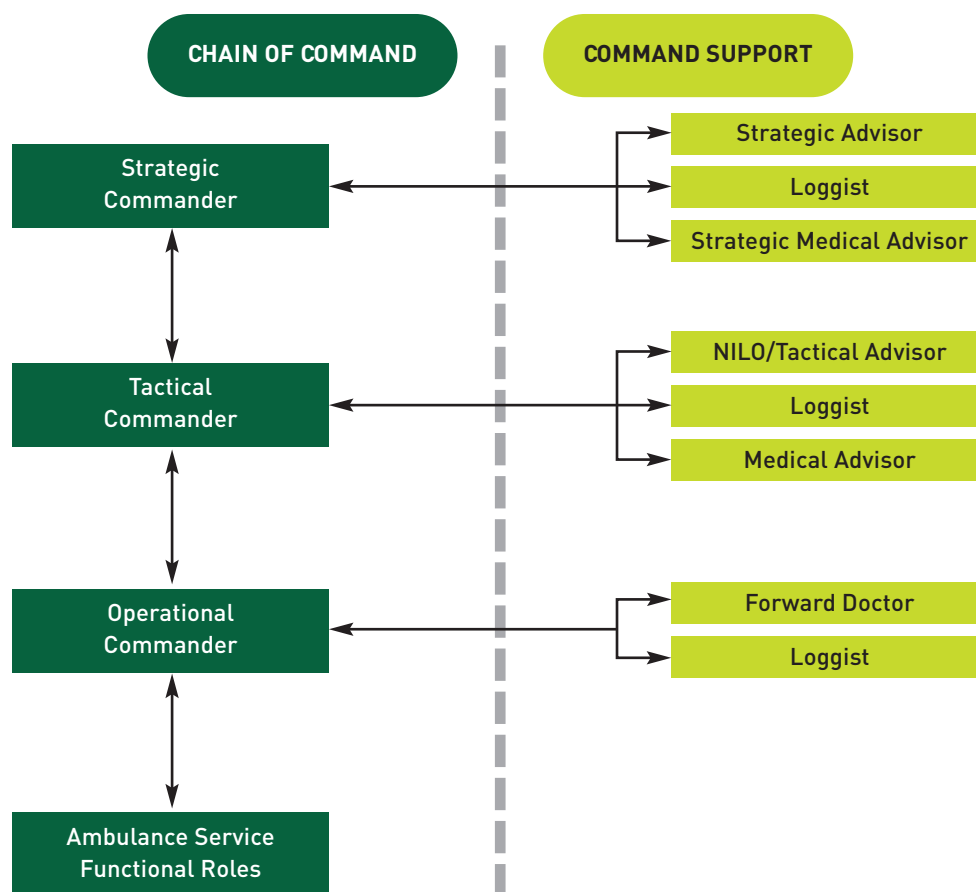 CHAIN OF COMMAND
COMMAND SUPPORT
Strategic
Commander
Strategic Advisor
Loggist
Strategic Medical Advisor
Tactical
Commander
NILO/Tactical Advisor
Loggist
Medical Advisor
Operational
Commander
Forward Doctor
Loggist
Ambulance Service
Functional Roles